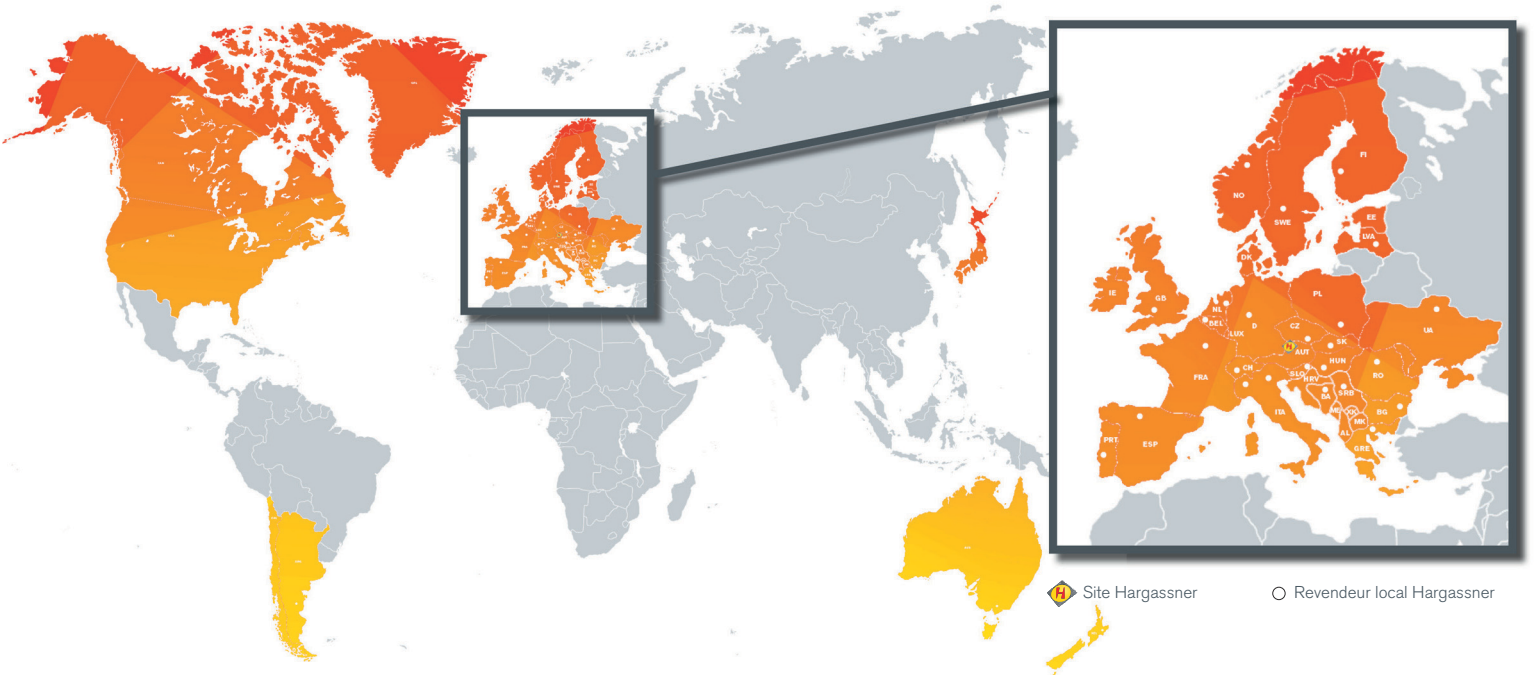 FI
NO
SWE
EE
LVA
DK
IE
GB
NL
BEL
LUX
D
PL
CZ
SK
UA
AUT
HUN
FRA
CH
SLO
HRV
RO
BA
SRB
ITA
ME
XK
BG
MK
AL
GRE
PRT
ESP
H Site Hargassner
Revendeur local Hargassner